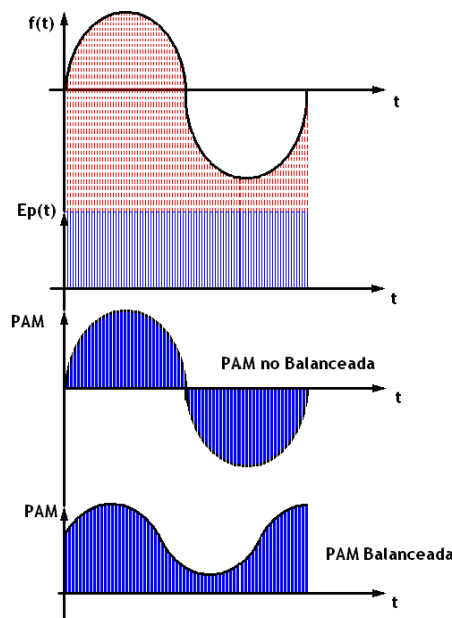 f(t)
t
Ep(t)
t
PAM
PAM no Balanceada
t
PAM
PAM Balanceada
t